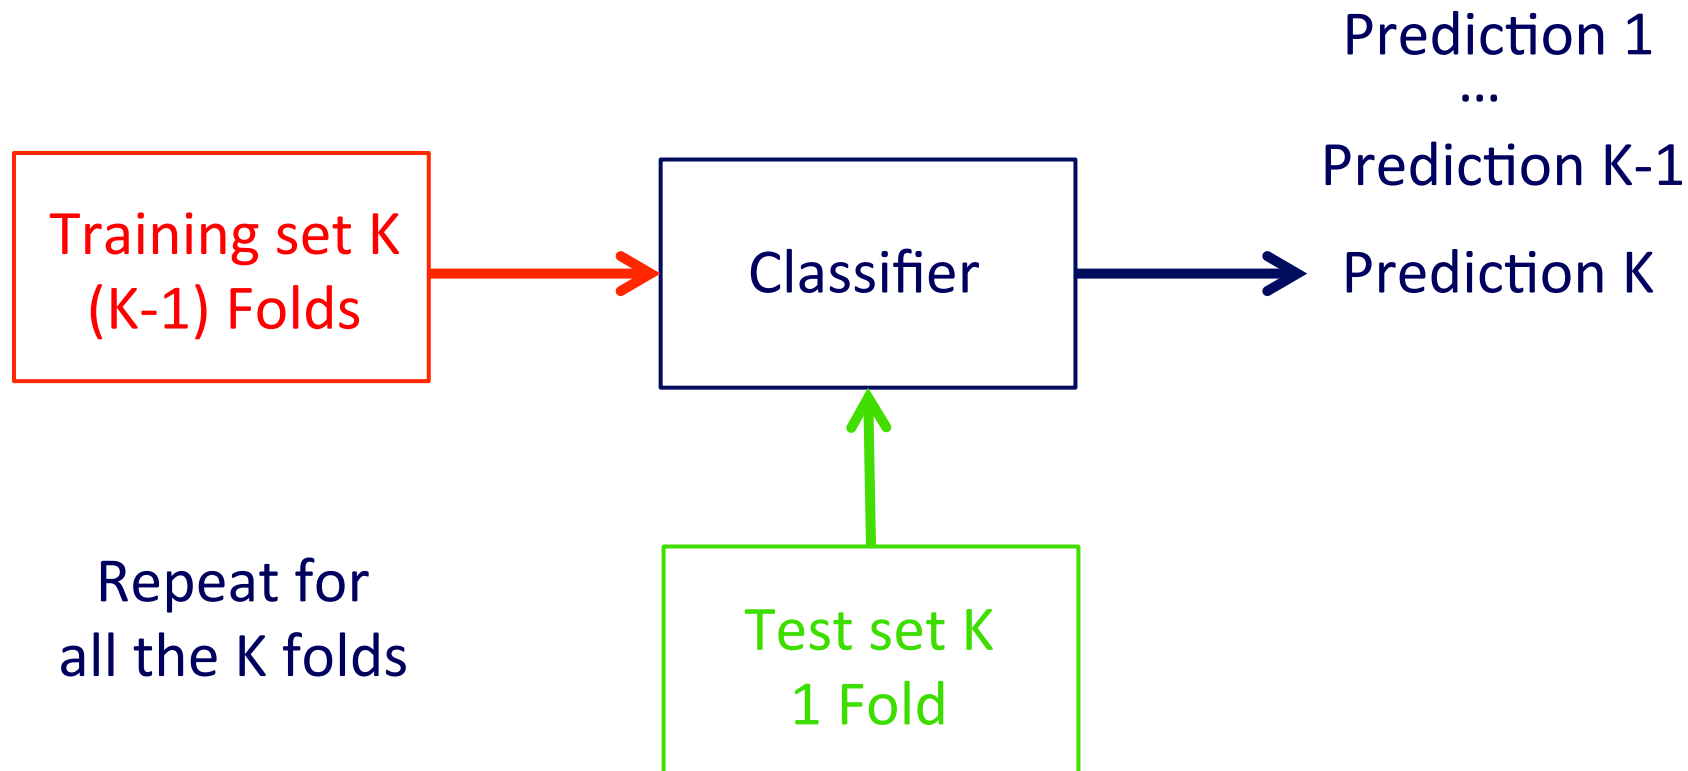 Prediction 1
...
Prediction K-1
Training set K
(K-1) Folds
Classifier
Prediction K
Repeat for
all the K folds
Test set K
1 Fold